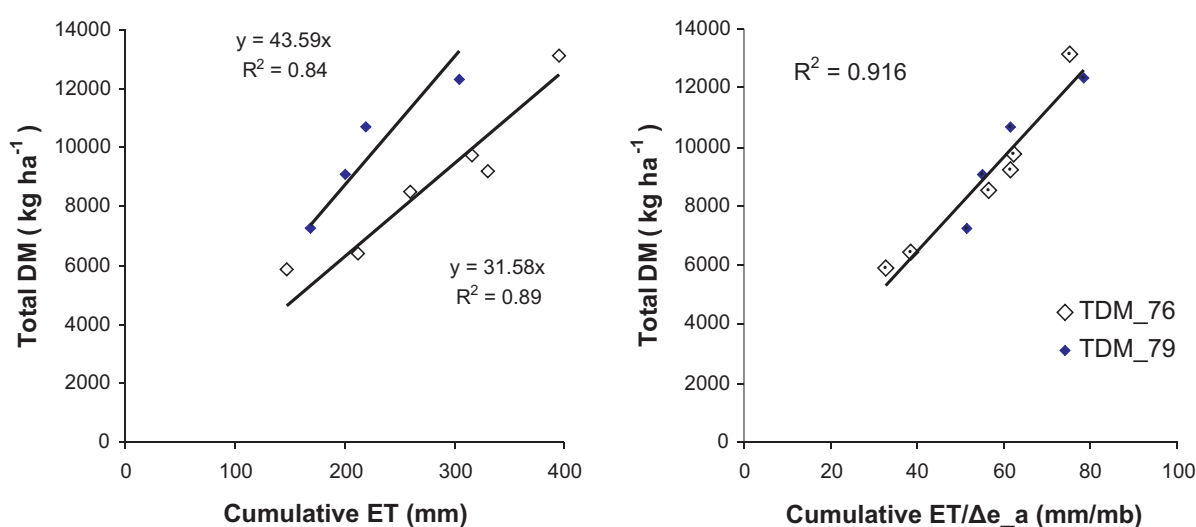 14000
12000
10000
8000
6000
4000
2000
0
0 100 200 300 400
Total DM ( kg ha⁻¹ )
Cumulative ET (mm)
y = 43.59x
R² = 0.84
y = 31.58x
R² = 0.89
14000
12000
10000
8000
6000
4000
2000
0
0 20 40 60 80 100
Total DM ( kg ha⁻¹ )
Cumulative ET/Δe_a (mm/mb)
R² = 0.916
TDM_76
TDM_79